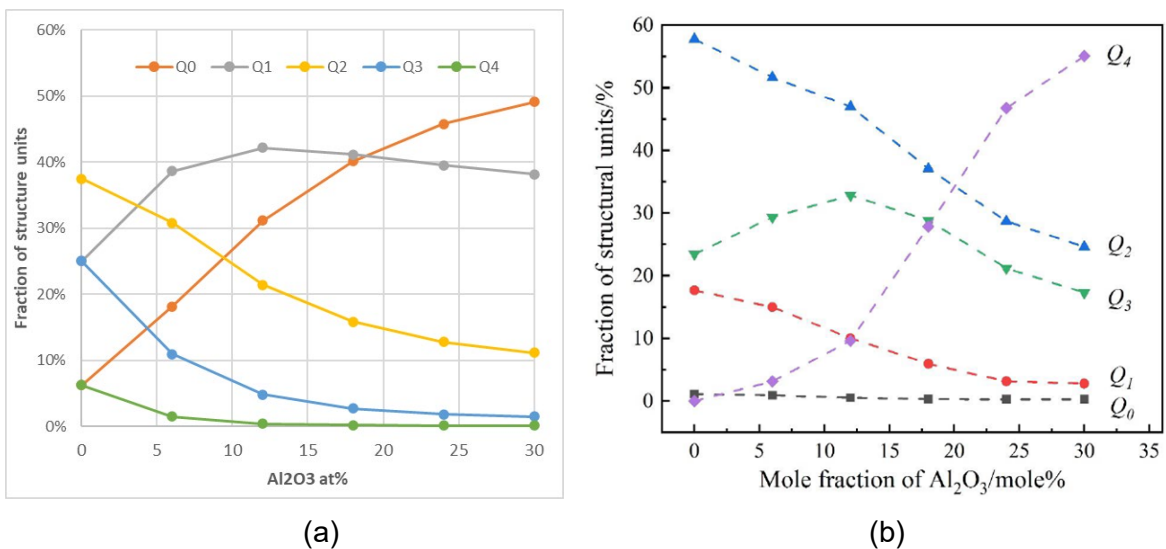 60%
50%
40%
30%
20%
10%
0%
Fraction of structure units
Q0 Q1 Q2 Q3 Q4
0 5 10 15 20 25 30
Al2O3 at%
(a)
60
50
40
30
20
10
0
Fraction of structural units/%
Q4
Q2
Q3
Q1
Q0
0 5 10 15 20 25 30 35
Mole fraction of Al2O3/mole%
(b)